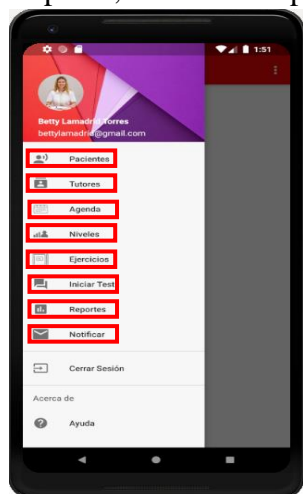 1:51
Betty Lamadrid Torres
bettylamadrid@gmail.com
Pacientes
Tutores
Agenda
Niveles
Ejercicios
Iniciar Test
Reportes
Notificar
Cerrar Sesión
Acerca de
Ayuda